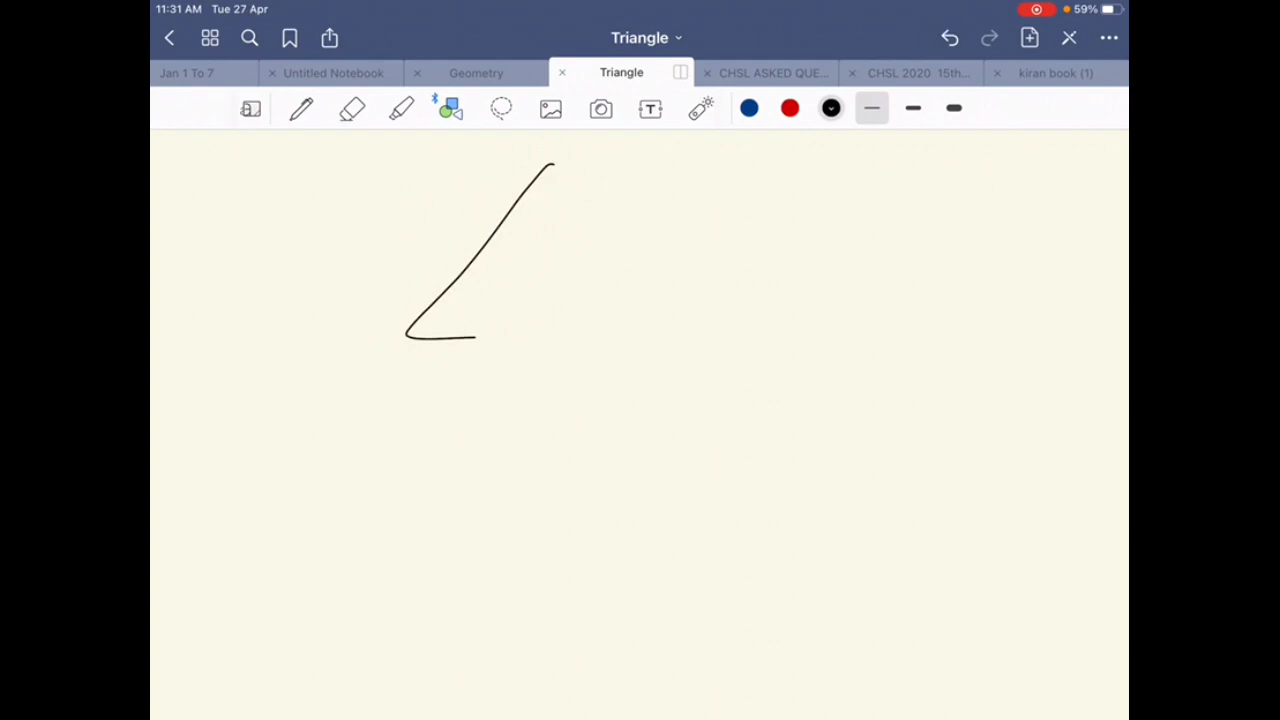 11:31 AM Tue 27 Apr 59%
Triangle
Jan 1 To 7 Untitled Notebook Geometry Triangle CHSL ASKED QUE... CHSL 2020 15th... kiran book (1)
T